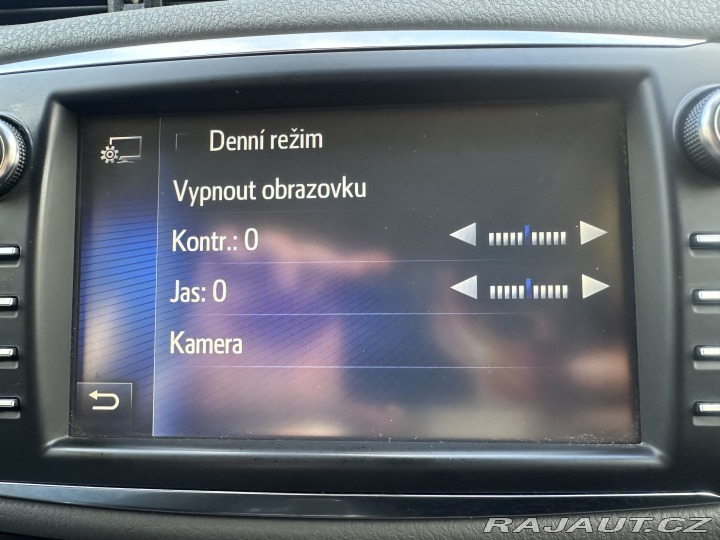 Denní režim
Vypnout obrazovku
Kontr.: 0
Jas: 0
Kamera
RAJAUT.CZ